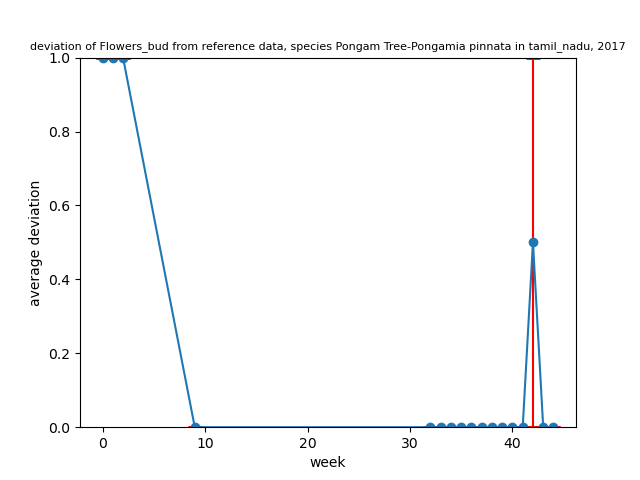 deviation of Flowers_bud from reference data, species Pongam Tree-Pongamia pinnata in tamil_nadu, 2017
1.0
0.8
0.6
0.4
0.2
0.0
average deviation
0 10 20 30 40
week